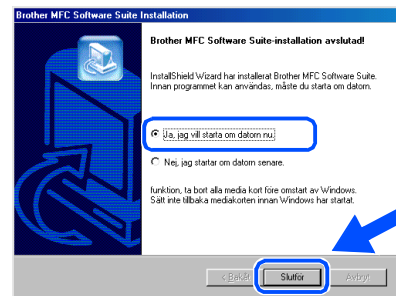 Brother MFC Software Suite Installation
Brother MFC Software Suite-installation avslutad!
InstallShield Wizard har installerat Brother MFC Software Suite.
Innan programmet kan användas, måste du starta om datorn.
Ja, jag vill starta om datorn nu.
Nej, jag startar om datorn senare.
funktion, ta bort alla media kort före omstart av Windows.
Sätt inte tillbaka mediakorten innan Windows har startat.
< Bakåt
Slutför
Avbryt